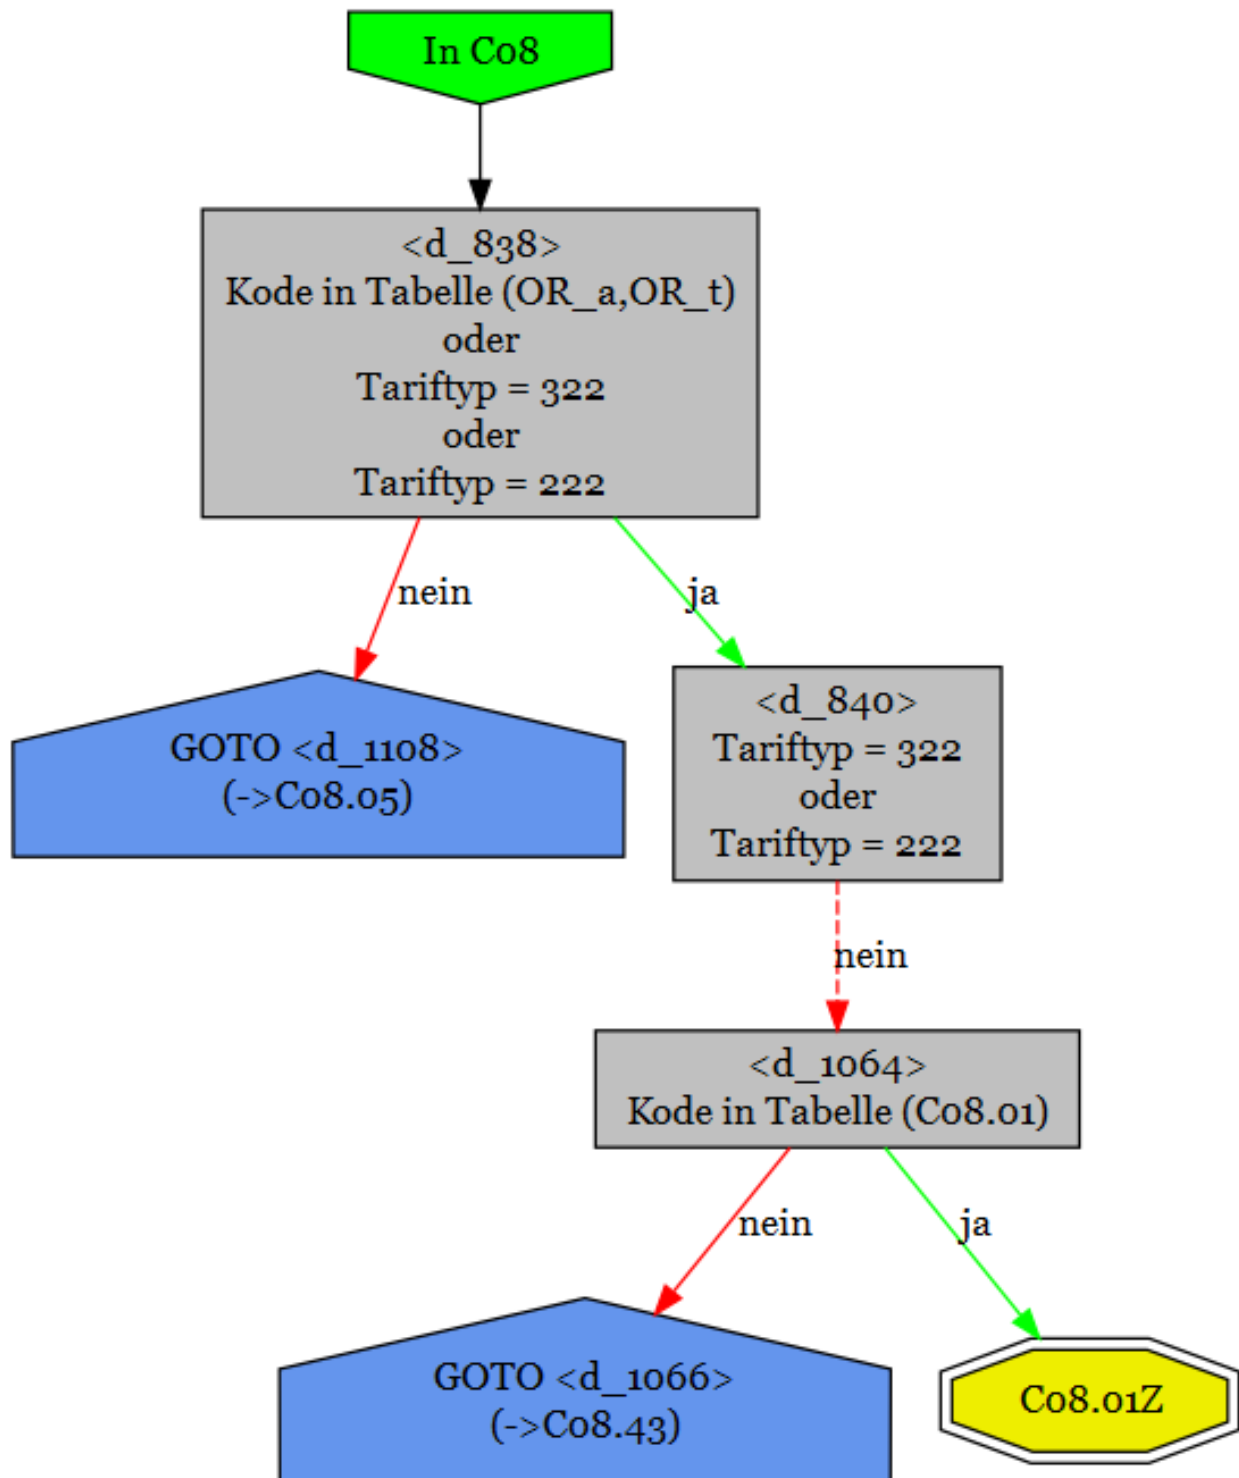 In C08
<d_838>
Kode in Tabelle (OR_a,OR_t)
oder
Tariftyp = 322
oder
Tariftyp = 222
nein
ja
GOTO <d_1108>
(->C08.05)
<d_840>
Tariftyp = 322
oder
Tariftyp = 222
nein
<d_1064>
Kode in Tabelle (C08.01)
nein
ja
GOTO <d_1066>
(->C08.43)
C08.01Z